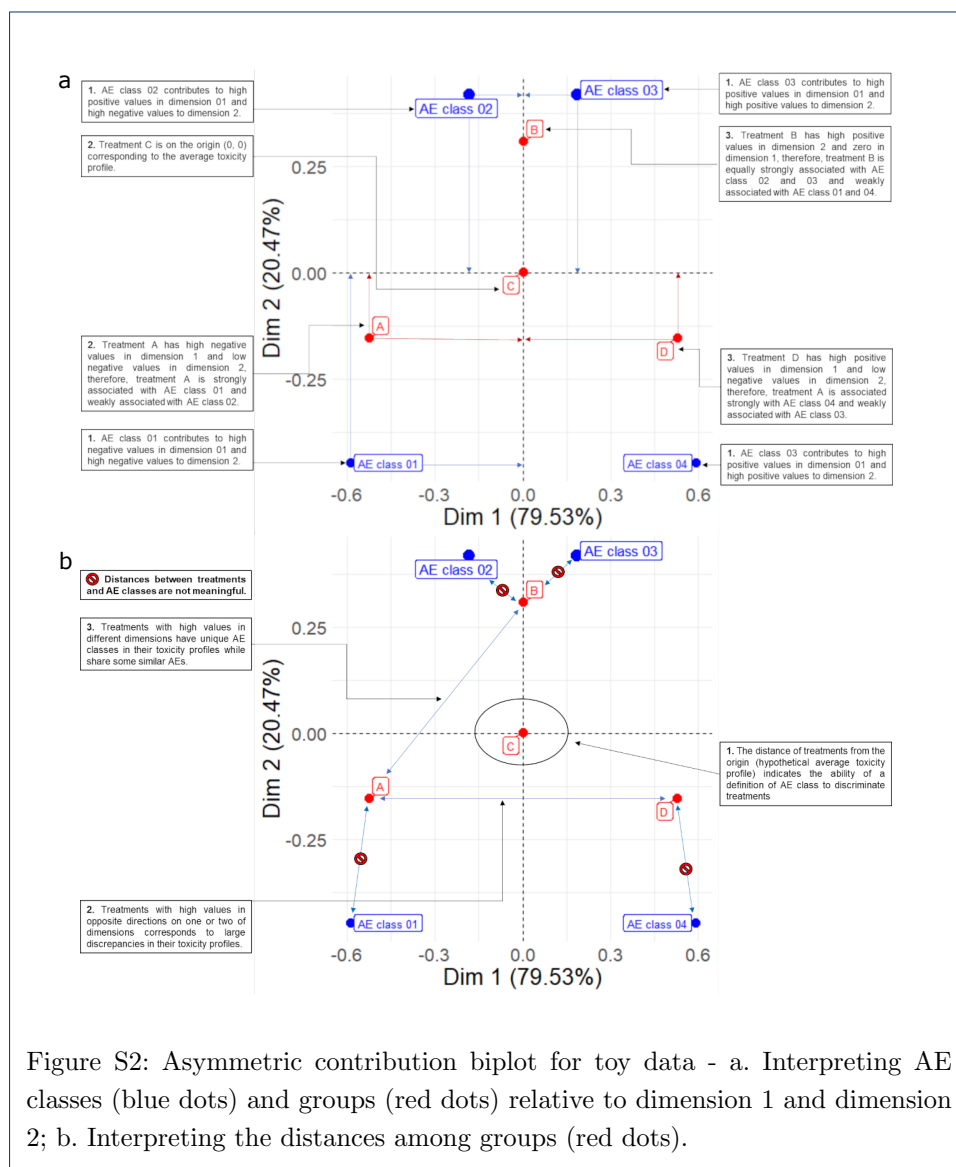 a
1. AE class 02 contributes to high
positive values in dimension 01 and
high negative values to dimension 2.
2. Treatment C is on the origin (0, 0)
corresponding to the average toxicity
profile.
2. Treatment A has high negative
values in dimension 1 and low
negative values in dimension 2,
therefore, treatment A is strongly
associated with AE class 01 and
weakly associated with AE class 02.
1. AE class 01 contributes to high
negative values in dimension 01 and
high negative values to dimension 2.
Dim 2 (20.47%)
0.25
0.00
-0.25
AE class 02
AE class 03
B
C
A
D
AE class 01
AE class 04
-0.6 -0.3 0.0 0.3 0.6
Dim 1 (79.53%)
1. AE class 03 contributes to high
positive values in dimension 01 and
high positive values to dimension 2.
3. Treatment B has high positive
values in dimension 2 and zero in
dimension 1, therefore, treatment B is
equally strongly associated with AE
class 02 and 03 and weakly
associated with AE class 01 and 04.
3. Treatment D has high positive
values in dimension 1 and low
negative values in dimension 2,
therefore, treatment A is associated
strongly with AE class 04 and weakly
associated with AE class 03.
1. AE class 03 contributes to high
positive values in dimension 01 and
high positive values to dimension 2.
b
Distances between treatments
and AE classes are not meaningful.
3. Treatments with high values in
different dimensions have unique AE
classes in their toxicity profiles while
share some similar AEs.
2. Treatments with high values in
opposite directions on one or two of
dimensions corresponds to large
discrepancies in their toxicity profiles.
Dim 2 (20.47%)
0.25
0.00
-0.25
AE class 02
AE class 03
B
C
A
D
AE class 01
AE class 04
-0.6 -0.3 0.0 0.3 0.6
Dim 1 (79.53%)
1. The distance of treatments from the
origin (hypothetical average toxicity
profile) indicates the ability of a
definition of AE class to discriminate
treatments
Figure S2: Asymmetric contribution biplot for toy data - a. Interpreting AE
classes (blue dots) and groups (red dots) relative to dimension 1 and dimension
2; b. Interpreting the distances among groups (red dots).